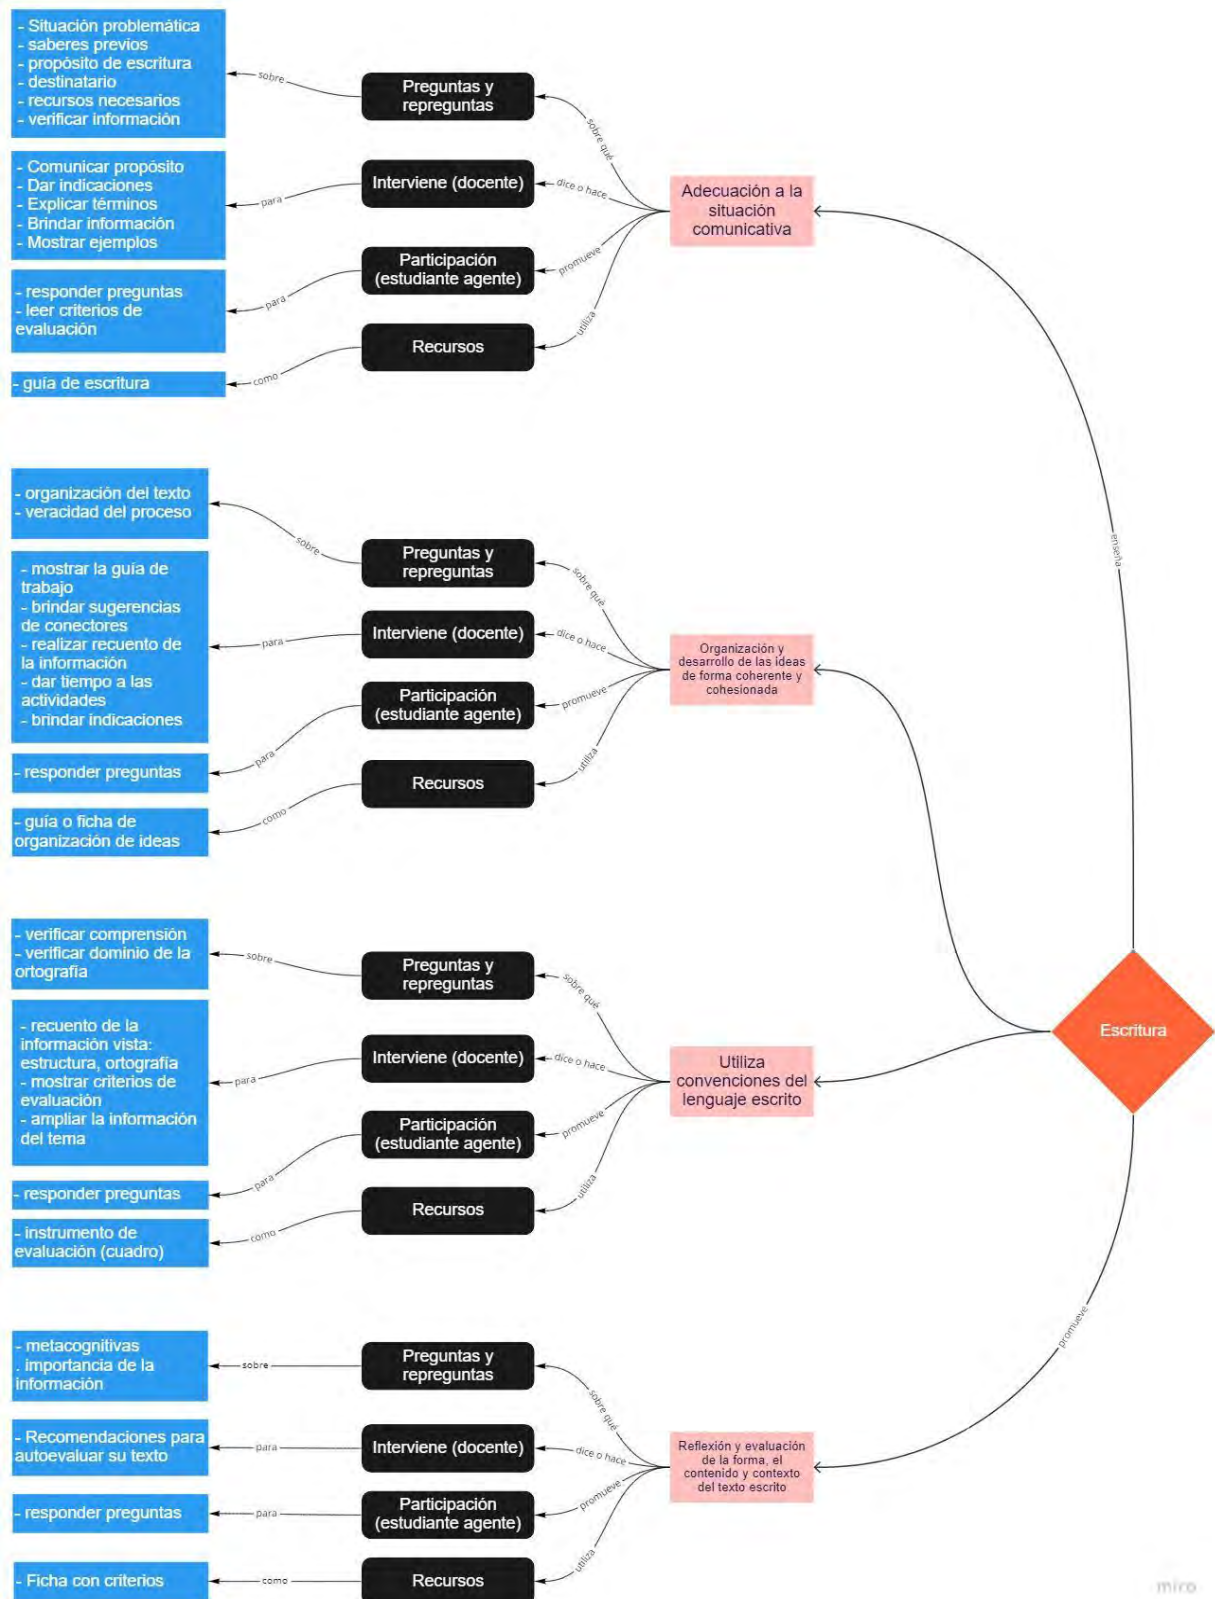 - Situación problemática
- saberes previos
- propósito de escritura
- destinatario
- recursos necesarios
- verificar información
sobre
Preguntas y
repreguntas
sobre qué
- Comunicar propósito
- Dar indicaciones
- Explicar términos
- Brindar información
- Mostrar ejemplos
para
Interviene (docente)
dice o hace
Adecuación a la
situación
comunicativa
- responder preguntas
- leer criterios de
evaluación
para
Participación
(estudiante agente)
promueve
- guía de escritura
como
Recursos
utiliza
enseña
- organización del texto
- veracidad del proceso
sobre
Preguntas y
repreguntas
sobre qué
- mostrar la guía de
trabajo
- brindar sugerencias
de conectores
- realizar recuento de
la información
- dar tiempo a las
actividades
- brindar indicaciones
para
Interviene (docente)
dice o hace
Organización y
desarrollo de las ideas
de forma coherente y
cohesionada
- responder preguntas
para
Participación
(estudiante agente)
promueve
- guía o ficha de
organización de ideas
como
Recursos
utiliza
- verificar comprensión
- verificar dominio de la
ortografía
sobre
Preguntas y
repreguntas
sobre qué
- recuento de la
información vista:
estructura, ortografía
- mostrar criterios de
evaluación
- ampliar la información
del tema
para
Interviene (docente)
dice o hace
Utiliza
convenciones del
lenguaje escrito
Escritura
- responder preguntas
para
Participación
(estudiante agente)
promueve
- instrumento de
evaluación (cuadro)
como
Recursos
utiliza
promueve
- metacognitivas
. importancia de la
información
sobre
Preguntas y
repreguntas
sobre qué
- Recomendaciones para
autoevaluar su texto
para
Interviene (docente)
dice o hace
Reflexión y evaluación
de la forma, el
contenido y contexto
del texto escrito
- responder preguntas
para
Participación
(estudiante agente)
promueve
- Ficha con criterios
como
Recursos
utiliza
miro